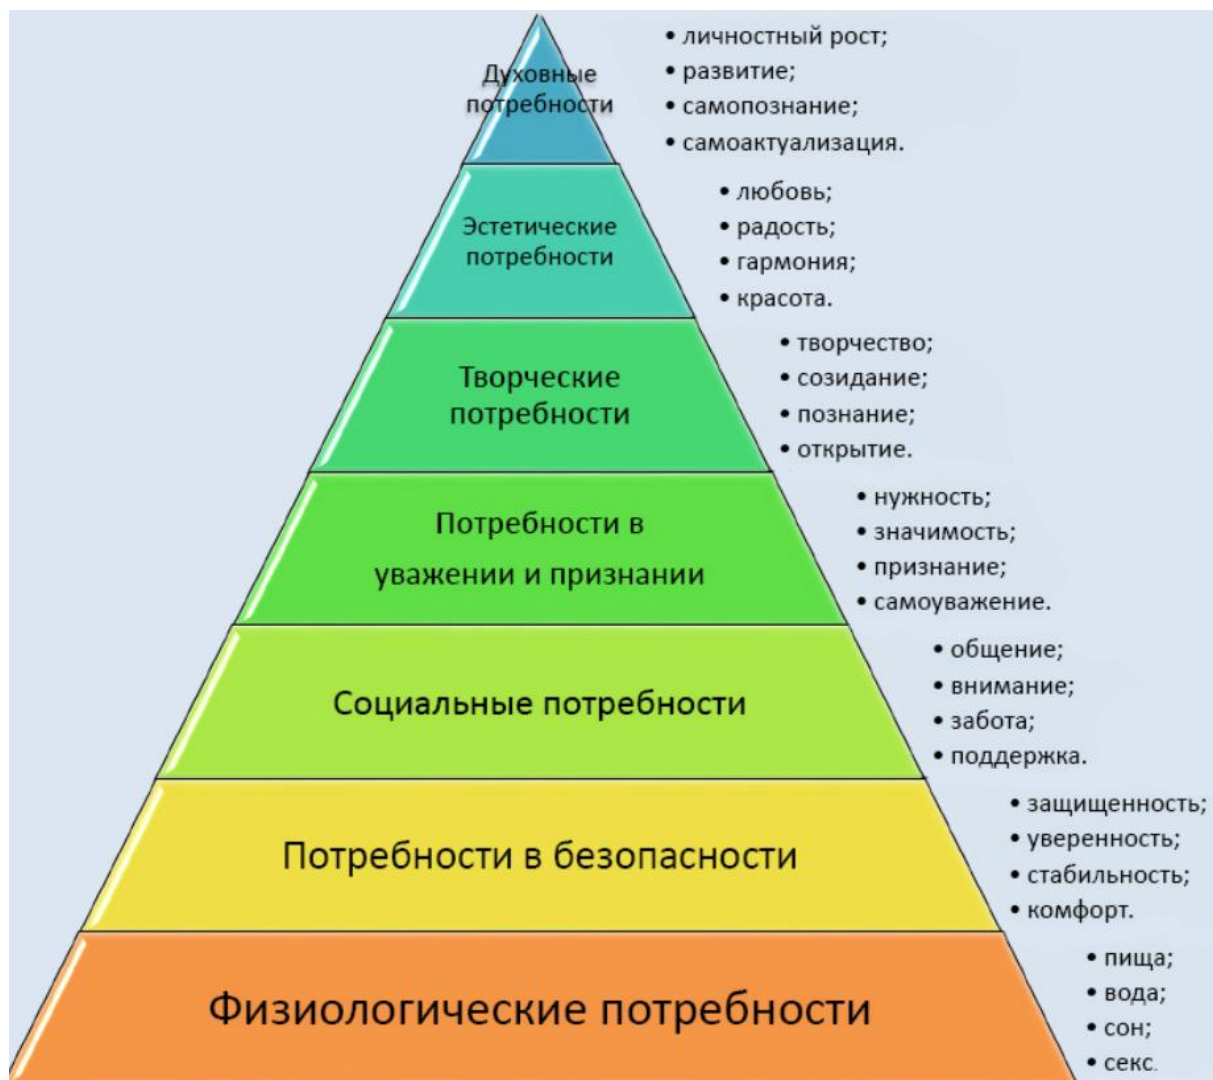 Духовные
потребности
• личностный рост;
• развитие;
• самопознание;
• самоактуализация.
Эстетические
потребности
• любовь;
• радость;
• гармония;
• красота.
Творческие
потребности
• творчество;
• созидание;
• познание;
• открытие.
Потребности в
уважении и признании
• нужность;
• значимость;
• признание;
• самоуважение.
Социальные потребности
• общение;
• внимание;
• забота;
• поддержка.
Потребности в безопасности
• защищенность;
• уверенность;
• стабильность;
• комфорт.
Физиологические потребности
• пища;
• вода;
• сон;
• секс.